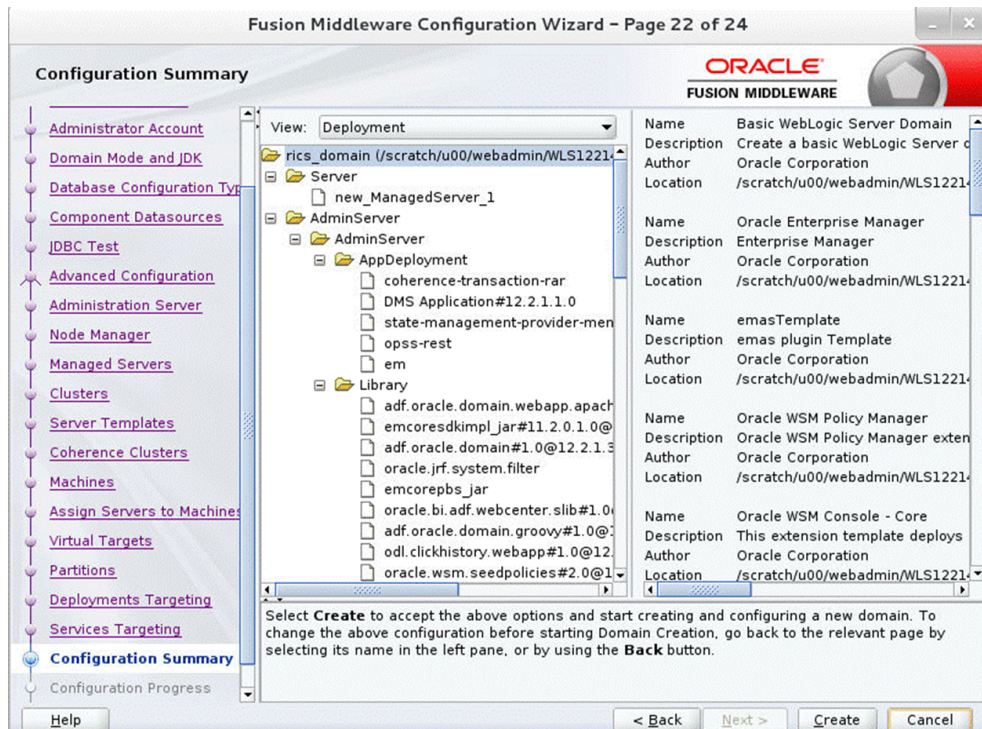 Fusion Middleware Configuration Wizard - Page 22 of 24
Configuration Summary
ORACLE
FUSION MIDDLEWARE
Administrator Account
Domain Mode and JDK
Database Configuration Typ
Component Datasources
JDBC Test
Advanced Configuration
Administration Server
Node Manager
Managed Servers
Clusters
Server Templates
Coherence Clusters
Machines
Assign Servers to Machines
Virtual Targets
Partitions
Deployments Targeting
Services Targeting
Configuration Summary
Configuration Progress
View: Deployment
rics_domain (/scratch/u00/webadmin/WLS1221
Server
new_ManagedServer_1
AdminServer
AdminServer
AppDeployment
coherence-transaction-rar
DMS Application#12.2.1.1.0
state-management-provider-men
opss-rest
em
Library
adf.oracle.domain.webapp.apach
emcoresdkimpl_jar#11.2.0.1.0@
adf.oracle.domain#1.0@12.2.1.3
oracle.jrf.system.filter
emcorepbs_jar
oracle.bi.adf.webcenter.slib#1.0
adf.oracle.domain.groovy#1.0@
odl.clickhistory.webapp#1.0@12.
oracle.wsm.seedpolicies#2.0@1
Name Basic WebLogic Server Domain
Description Create a basic WebLogic Server
Author Oracle Corporation
Location /scratch/u00/webadmin/WLS1221
Name Oracle Enterprise Manager
Description Enterprise Manager
Author Oracle Corporation
Location /scratch/u00/webadmin/WLS1221
Name emasTemplate
Description emas plugin Template
Author Oracle Corporation
Location /scratch/u00/webadmin/WLS1221
Name Oracle WSM Policy Manager
Description Oracle WSM Policy Manager exten
Author Oracle Corporation
Location /scratch/u00/webadmin/WLS1221
Name Oracle WSM Console - Core
Description This extension template deploys
Author Oracle Corporation
Location /scratch/u00/webadmin/WLS1221
Select Create to accept the above options and start creating and configuring a new domain. To
change the above configuration before starting Domain Creation, go back to the relevant page by
selecting its name in the left pane, or by using the Back button.
Help
< Back
Next >
Create
Cancel